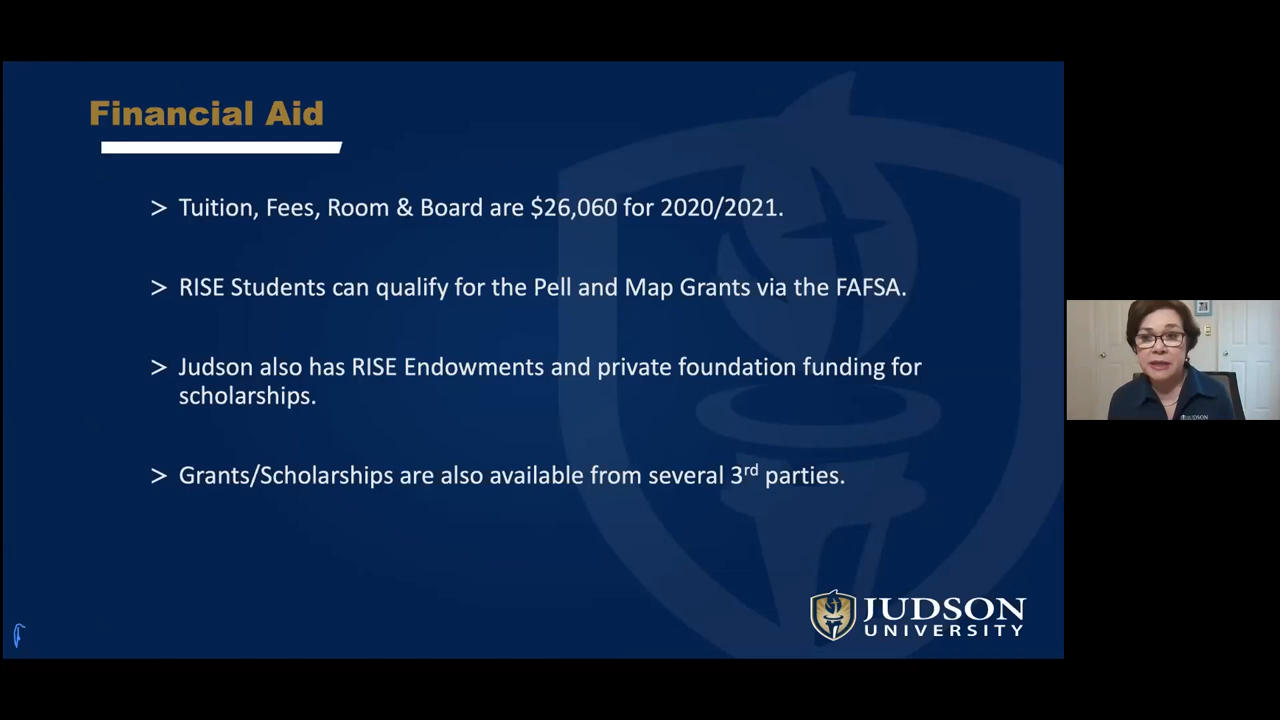 Financial Aid
> Tuition, Fees, Room & Board are $26,060 for 2020/2021.
> RISE Students can qualify for the Pell and Map Grants via the FAFSA.
> Judson also has RISE Endowments and private foundation funding for
scholarships.
> Grants/Scholarships are also available from several 3rd parties.
JUDSON
UNIVERSITY
JUDSON